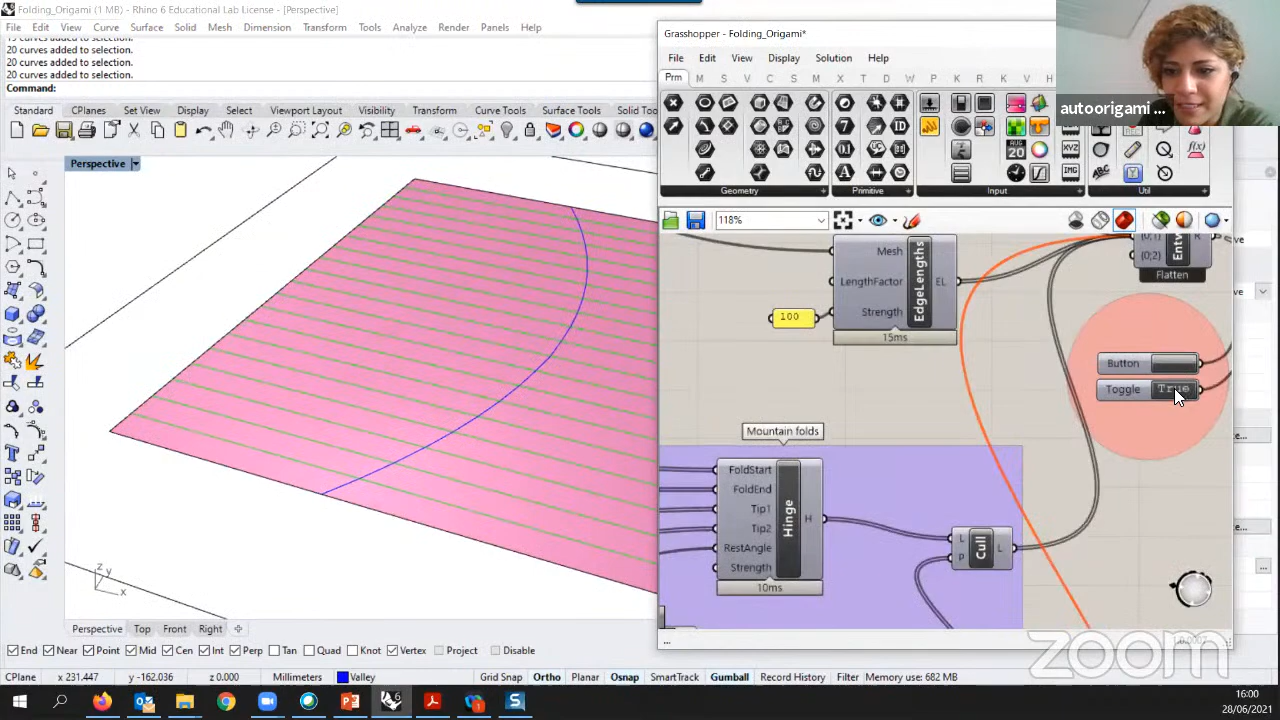 Folding_Origami (1 MB) - Rhino 6 Educational Lab License - [Perspective]
File Edit View Curve Surface Solid Mesh Dimension Transform Tools Analyze Render Panels Help
20 curves added to selection.
20 curves added to selection.
20 curves added to selection.
Command:
Standard CPlanes Set View Display Select Viewport Layout Visibility Transform Curve Tools Surface Tools Solid To
Perspective
z y
x
Perspective Top Front Right
End Near Point Mid Cen Int Perp Tan Quad Knot Vertex Project Disable
CPlane x 231.447 y -162.036 z 0.000 Millimeters Valley Grid Snap Ortho Planar Osnap SmartTrack Gumball Record History Filter Memory use: 682 MB
Grasshopper - Folding_Origami*
File Edit View Display Solution Help
Prm M S V C S M I X T D W P K R K V H
Geometry Primitive Input Util
118%
Mesh
LengthFactor EL
Strength
EdgeLengths
15ms
100
{0;1} R
{0;2}
Flatten
Button
Toggle True
Mountain folds
FoldStart
FoldEnd
Tip1
Tip2
RestAngle
Strength
Hinge
H
10ms
L
P
Cull
L
autoorigami ...
zoom
16:00
28/06/2021